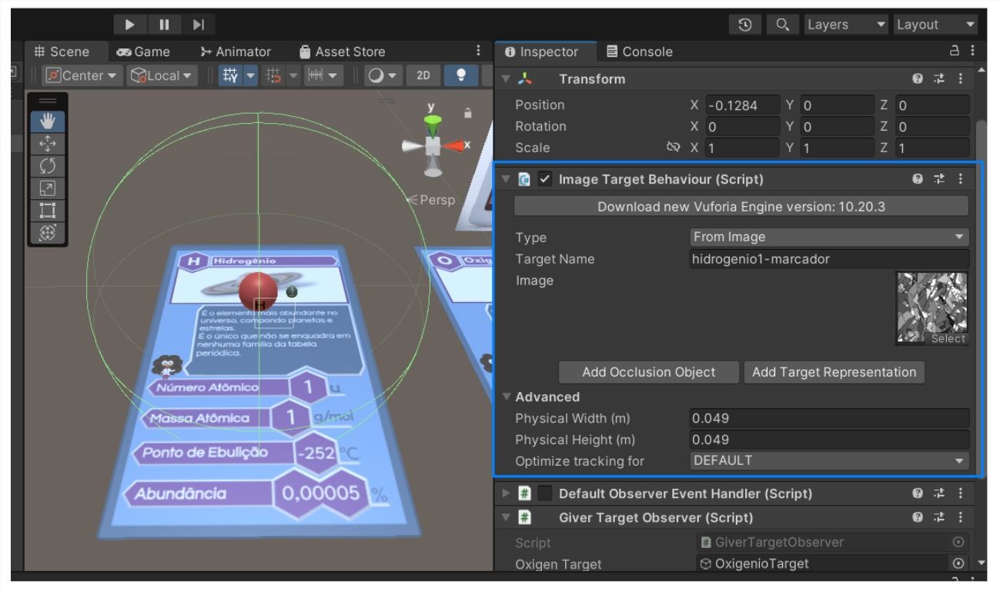 Layers
Layout
Scene
Game
Animator
Asset Store
Inspector
Console
Center
Local
2D
y
x
Persp
H
Hidrogênio
H
É o elemento mais abundante no
universo, compondo planetas e
estrelas.
É o único que não se enquadra em
nenhuma família da tabela
periódica.
Número Atômico 1 u
Massa Atômica 1 g/mol
Ponto de Ebulição -252 °C
Abundância 0,00005 %
O
Transform
Position X -0.1284 Y 0 Z 0
Rotation X 0 Y 0 Z 0
Scale X 1 Y 1 Z 1
Image Target Behaviour (Script)
Download new Vuforia Engine version: 10.20.3
Type From Image
Target Name hidrogenio1-marcador
Image
Select
Add Occlusion Object Add Target Representation
Advanced
Physical Width (m) 0.049
Physical Height (m) 0.049
Optimize tracking for DEFAULT
Default Observer Event Handler (Script)
Giver Target Observer (Script)
Script GiverTargetObserver
Oxigen Target OxigenioTarget